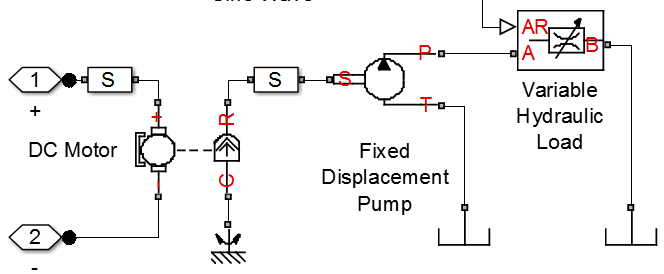 1
+
S
+
DC Motor
-
2
-
R
C
S
S
P
T
Fixed
Displacement
Pump
AR
A
B
Variable
Hydraulic
Load